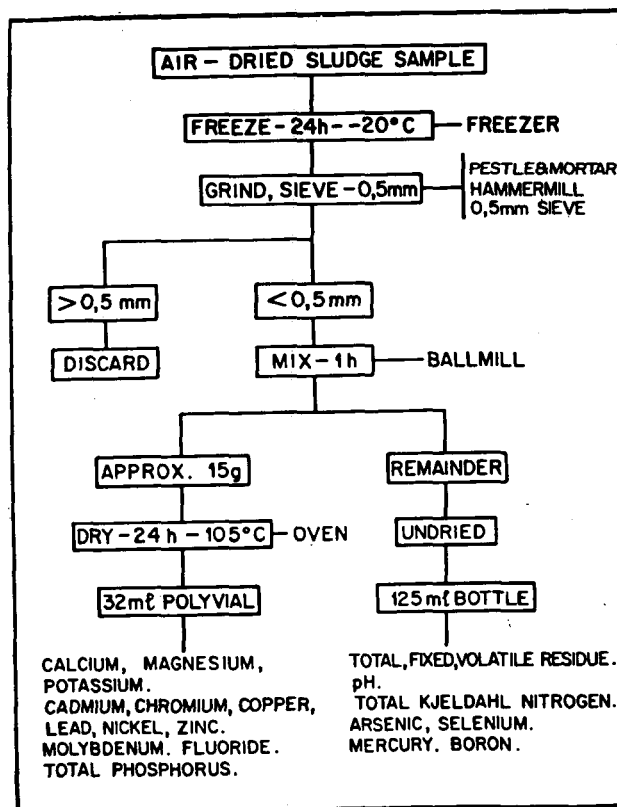 AIR - DRIED SLUDGE SAMPLE
FREEZE - 24h - -20°C
FREEZER
GRIND, SIEVE - 0,5mm
PESTLE&MORTAR
HAMMERMILL
0,5mm SIEVE
>0,5 mm
<0,5mm
DISCARD
MIX - 1h
BALLMILL
APPROX. 15g
REMAINDER
DRY - 24 h - 105°C
OVEN
UNDRIED
32mℓ POLYVIAL
125mℓ BOTTLE
CALCIUM, MAGNESIUM,
POTASSIUM.
CADMIUM, CHROMIUM, COPPER,
LEAD, NICKEL, ZINC.
MOLYBDENUM. FLUORIDE.
TOTAL PHOSPHORUS.
TOTAL, FIXED, VOLATILE RESIDUE.
pH.
TOTAL KJELDAHL NITROGEN.
ARSENIC, SELENIUM.
MERCURY. BORON.